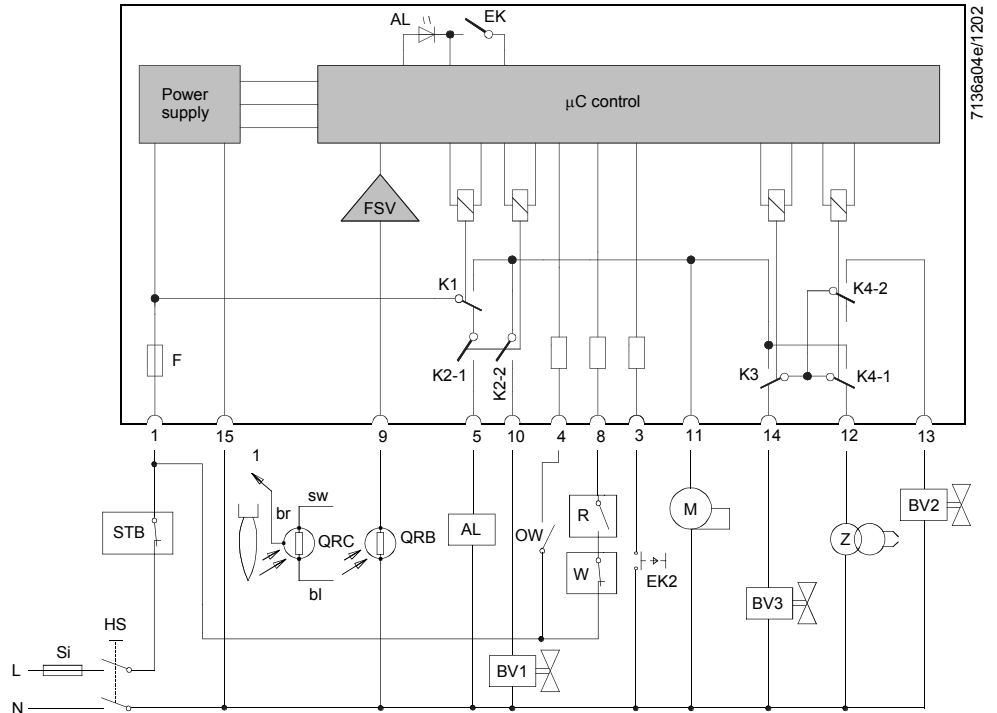 AL
EK
7136a04e/1202
Power
supply
µC control
FSV
K1
K4-2
F
K2-1
K2-2
K3
K4-1
1
15
9
5
10
4
8
3
11
14
12
13
1
sw
br
STB
QRC
QRB
AL
OW
R
M
BV2
Z
W
EK2
bl
BV3
HS
Si
BV1
L
N